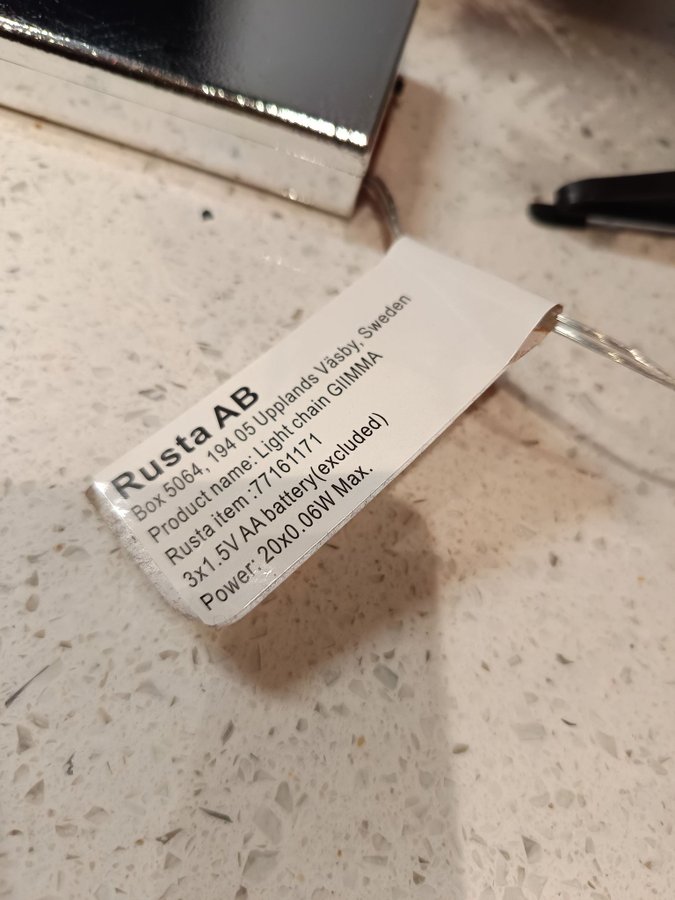 Rusta AB
Box 5064, 194 05 Upplands Väsby, Sweden
Product name: Light chain GIIMMA
Rusta item :77161171
3x1.5V AA battery(excluded)
Power: 20x0.06W Max.